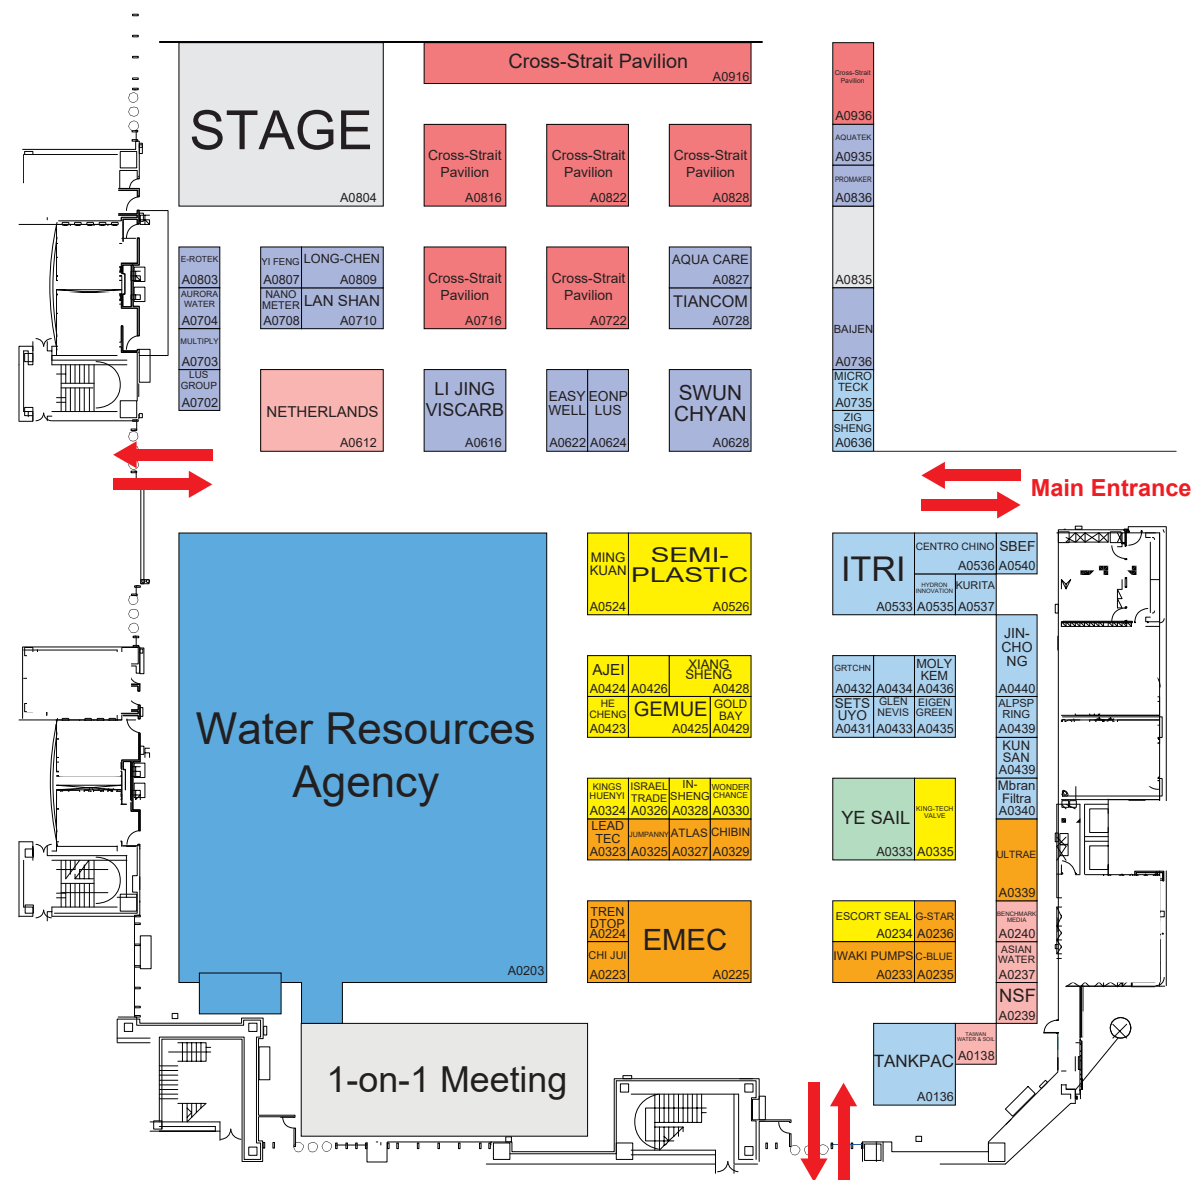 Cross-Strait Pavilion
A0916
STAGE
A0804
Cross-Strait
Pavilion
A0936
Cross-Strait
Pavilion
A0816
Cross-Strait
Pavilion
A0822
Cross-Strait
Pavilion
A0828
AQUATEK
A0935
PROMAKER
A0836
A0835
E-ROTEK
A0803
YI FENG
A0807
LONG-CHEN
A0809
AURORA
WATER
A0704
NANO
METER
A0708
LAN SHAN
A0710
Cross-Strait
Pavilion
A0716
Cross-Strait
Pavilion
A0722
AQUA CARE
A0827
TIANCOM
A0728
BAIJEN
A0736
MULTIPLY
A0703
LUS
GROUP
A0702
NETHERLANDS
A0612
LI JING
VISCARB
A0616
EASY
WELL
A0622
EONP
LUS
A0624
SWUN
CHYAN
A0628
MICRO
TECK
A0735
ZIG
SHENG
A0636
Main Entrance
Water Resources
Agency
A0203
MING
KUAN
A0524
SEMI-
PLASTIC
A0526
ITRI
A0533
CENTRO CHINO
A0536
SBEF
A0540
HYDRON
INNOVATION
A0535
KURITA
A0537
JIN-
CHO
NG
A0440
AJEI
A0424
A0426
XIANG
SHENG
A0428
HE
CHENG
A0423
GEMUE
A0425
GOLD
BAY
A0429
GRTCHN
A0432
A0434
MOLY
KEM
A0436
SETS
UYO
A0431
GLEN
NEVIS
A0433
EIGEN
GREEN
A0435
ALPSP
RING
A0439
KUN
SAN
A0439
Mbran
Filtra
A0340
KINGS
HUENYI
A0324
ISRAEL
TRADE
A0326
IN-
SHENG
A0328
WONDER
CHANCE
A0330
LEAD
TEC
A0323
JUMPANNY
A0325
ATLAS
A0327
CHIBIN
A0329
YE SAIL
A0333
KING-TECH
VALVE
A0335
ULTRAE
A0339
TREN
DTOP
A0224
CHI JUI
A0223
EMEC
A0225
ESCORT SEAL
A0234
G-STAR
A0236
IWAKI PUMPS
A0233
C-BLUE
A0235
BENCHMARK
MEDIA
A0240
ASIAN
WATER
A0237
NSF
A0239
TAIWAN
WATER & SOIL
A0138
TANKPAC
A0136
1-on-1 Meeting